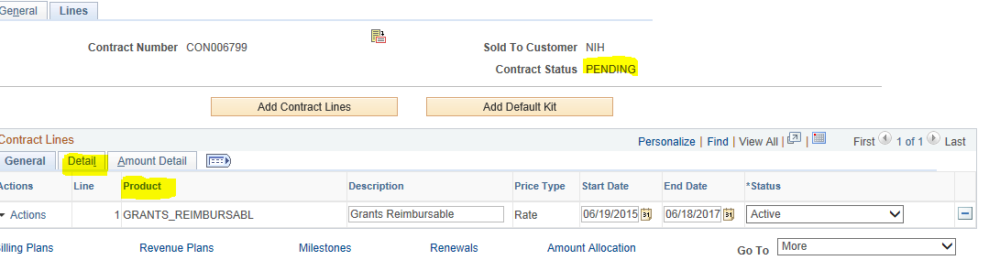 General Lines
Contract Number CON006799 Sold To Customer NIH
Contract Status PENDING
Add Contract Lines Add Default Kit
Contract Lines Personalize | Find | View All | | First 1 of 1 Last
General Detail Amount Detail
Actions Line Product Description Price Type Start Date End Date *Status
Actions 1 GRANTS_REIMBURSABL Grants Reimbursable Rate 06/19/2015 31 06/18/2017 31 Active
illing Plans Revenue Plans Milestones Renewals Amount Allocation Go To More